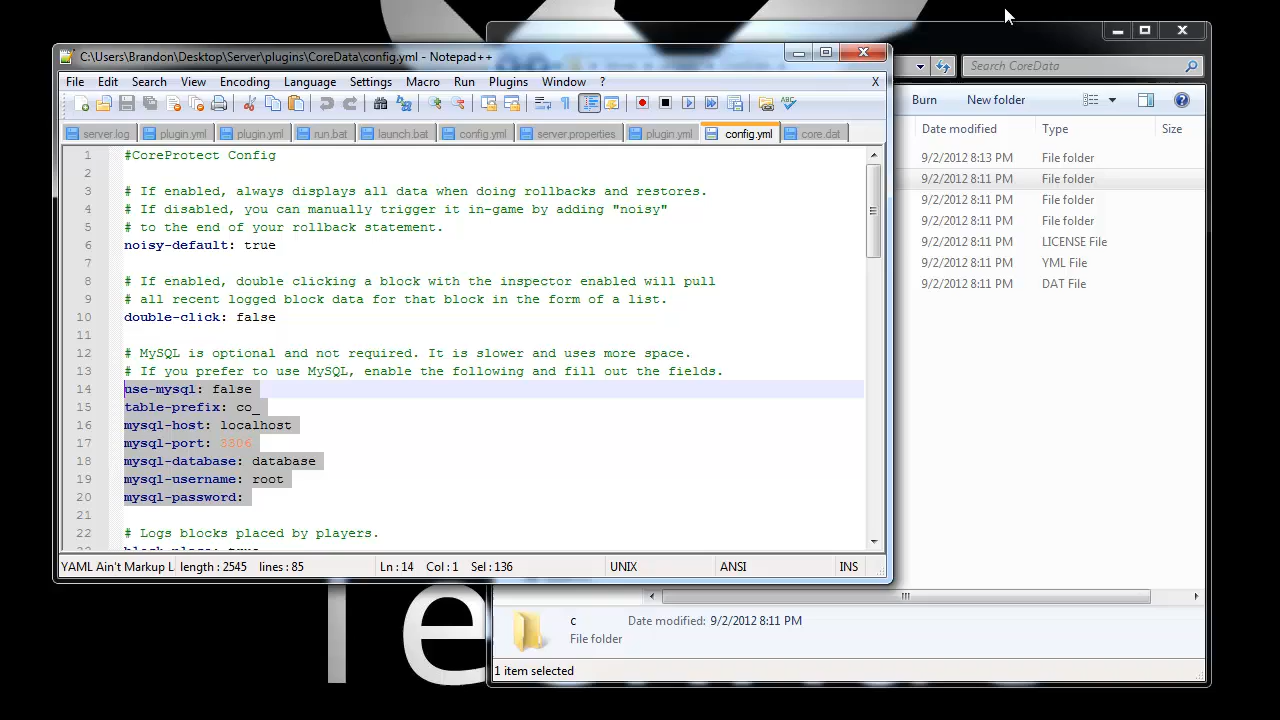 C:\Users\Brandon\Desktop\Server\plugins\CoreData\config.yml - Notepad++
File Edit Search View Encoding Language Settings Macro Run Plugins Window ? X
server.log plugin.yml plugin.yml run.bat launch.bat config.yml server.properties plugin.yml config.yml core.dat
1 #CoreProtect Config
2
3 # If enabled, always displays all data when doing rollbacks and restores.
4 # If disabled, you can manually trigger it in-game by adding "noisy"
5 # to the end of your rollback statement.
6 noisy-default: true
7
8 # If enabled, double clicking a block with the inspector enabled will pull
9 # all recent logged block data for that block in the form of a list.
10 double-click: false
11
12 # MySQL is optional and not required. It is slower and uses more space.
13 # If you prefer to use MySQL, enable the following and fill out the fields.
14 use-mysql: false
15 table-prefix: co_
16 mysql-host: localhost
17 mysql-port: 3306
18 mysql-database: database
19 mysql-username: root
20 mysql-password:
21
22 # Logs blocks placed by players.
YAML Ain't Markup L length : 2545 lines : 85 Ln : 14 Col : 1 Sel : 136 UNIX ANSI INS
Search CoreData
Burn New folder
Date modified Type Size
9/2/2012 8:13 PM File folder
9/2/2012 8:11 PM File folder
9/2/2012 8:11 PM File folder
9/2/2012 8:11 PM File folder
9/2/2012 8:11 PM LICENSE File
9/2/2012 8:11 PM YML File
9/2/2012 8:11 PM DAT File
c Date modified: 9/2/2012 8:11 PM
File folder
1 item selected
Te